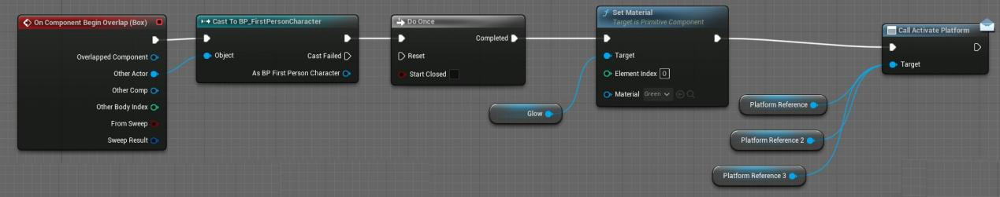 On Component Begin Overlap (Box)
Overlapped Component
Other Actor
Other Comp
Other Body Index
From Sweep
Sweep Result
Cast To BP_FirstPersonCharacter
Object
Cast Failed
As BP First Person Character
Do Once
Completed
Reset
Start Closed
Glow
Set Material
Target is Primitive Component
Target
Element Index 0
Material Green
Platform Reference
Platform Reference 2
Platform Reference 3
Call Activate Platform
Target